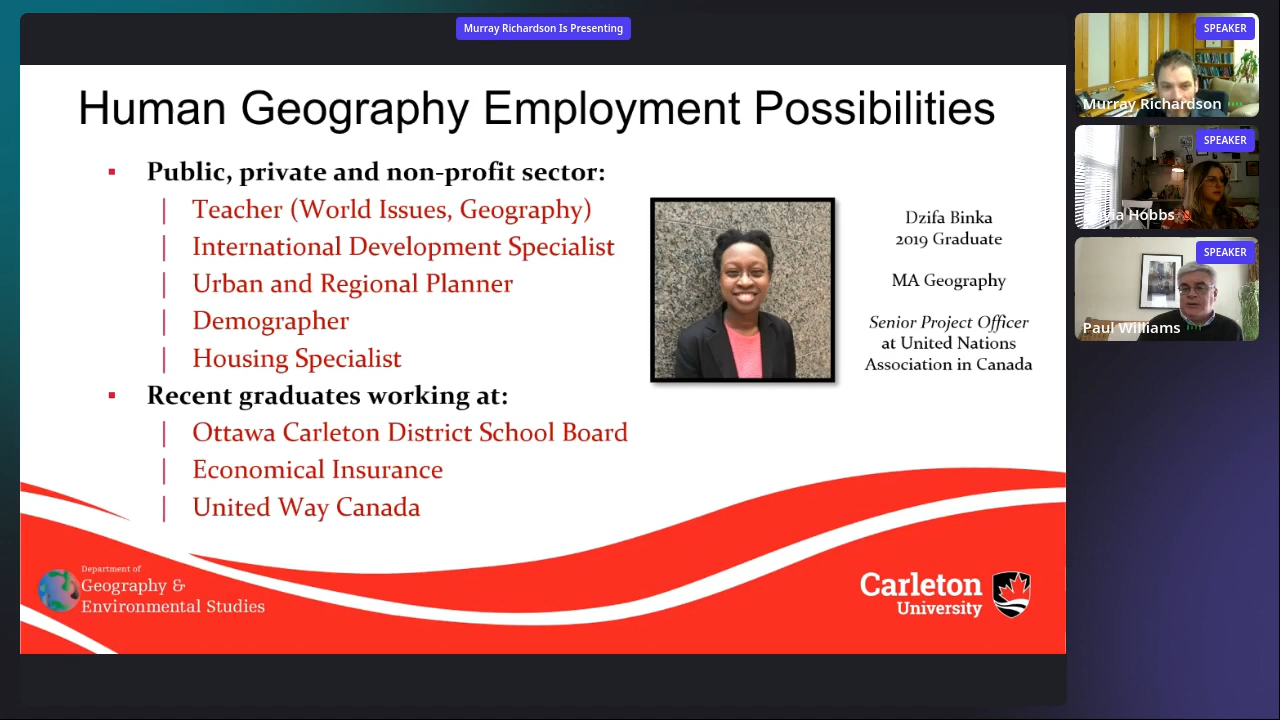 Murray Richardson Is Presenting
Human Geography Employment Possibilities
Public, private and non-profit sector:
Teacher (World Issues, Geography)
International Development Specialist
Urban and Regional Planner
Demographer
Housing Specialist
Recent graduates working at:
Ottawa Carleton District School Board
Economical Insurance
United Way Canada
Dzifa Binka
2019 Graduate
MA Geography
Senior Project Officer
at United Nations
Association in Canada
Department of
Geography &
Environmental Studies
Carleton
University
SPEAKER
Murray Richardson
SPEAKER
Hobbs
SPEAKER
Paul Williams